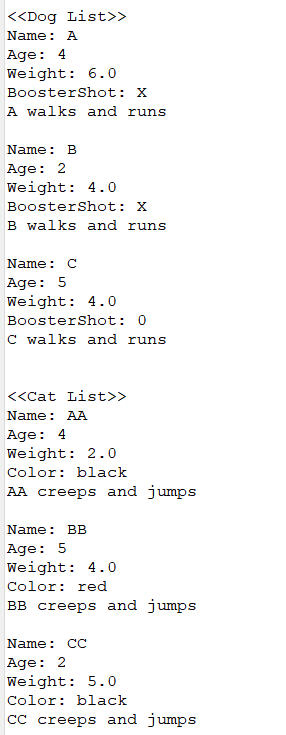 <<Dog List>>
Name: A
Age: 4
Weight: 6.0
BoosterShot: X
A walks and runs

Name: B
Age: 2
Weight: 4.0
BoosterShot: X
B walks and runs

Name: C
Age: 5
Weight: 4.0
BoosterShot: O
C walks and runs

<<Cat List>>
Name: AA
Age: 4
Weight: 2.0
Color: black
AA creeps and jumps

Name: BB
Age: 5
Weight: 4.0
Color: red
BB creeps and jumps

Name: CC
Age: 2
Weight: 5.0
Color: black
CC creeps and jumps